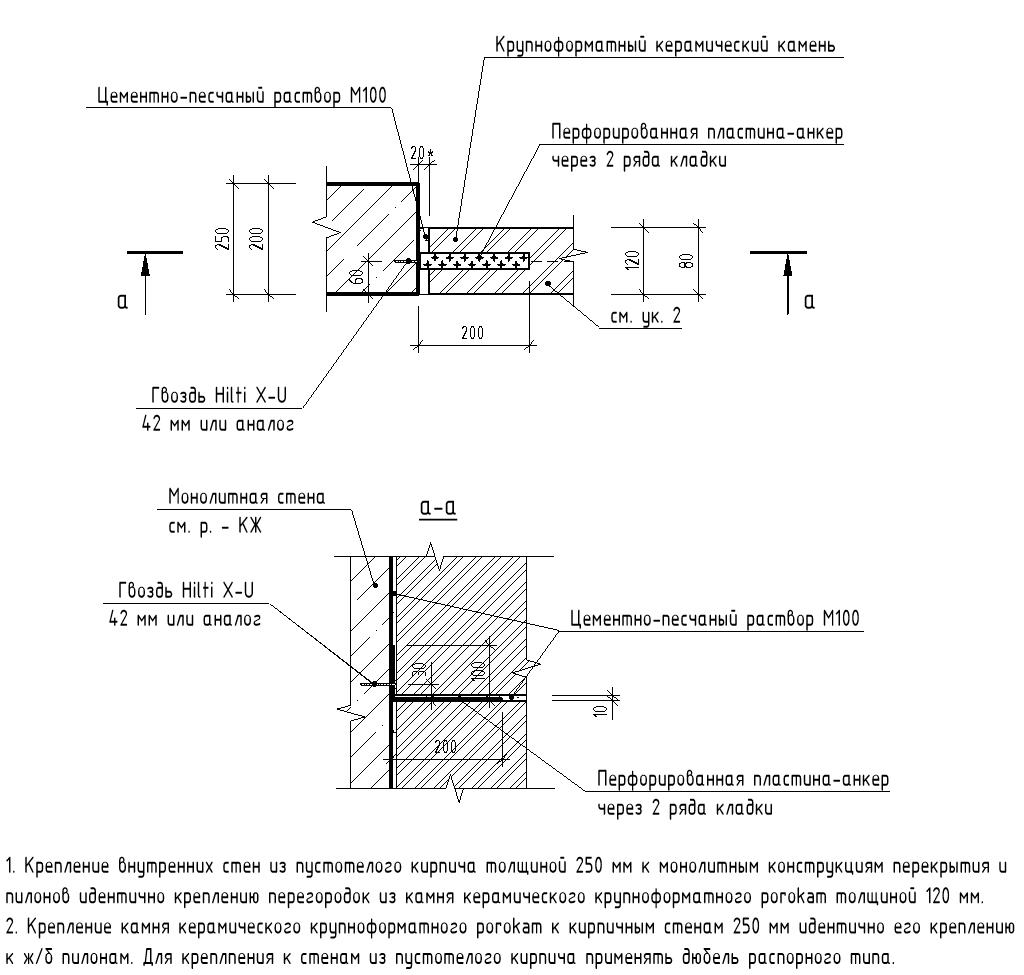 Крупноформатный керамический камень
Цементно-песчаный раствор М100
Перфорированная пластина-анкер
через 2 ряда кладки
20*
250
200
60
120
80
а
а
см. ук. 2
200
Гвоздь Hilti X-U
42 мм или аналог
Монолитная стена
см. р. - КЖ
а-а
Гвоздь Hilti X-U
42 мм или аналог
Цементно-песчаный раствор М100
30
100
10
200
Перфорированная пластина-анкер
через 2 ряда кладки
1. Крепление внутренних стен из пустотелого кирпича толщиной 250 мм к монолитным конструкциям перекрытия и
пилонов идентично креплению перегородок из камня керамического крупноформатного porokam толщиной 120 мм.
2. Крепление камня керамического крупноформатного porokam к кирпичным стенам 250 мм идентично его креплению
к ж/б пилонам. Для креплпения к стенам из пустотелого кирпича применять дюбель распорного типа.